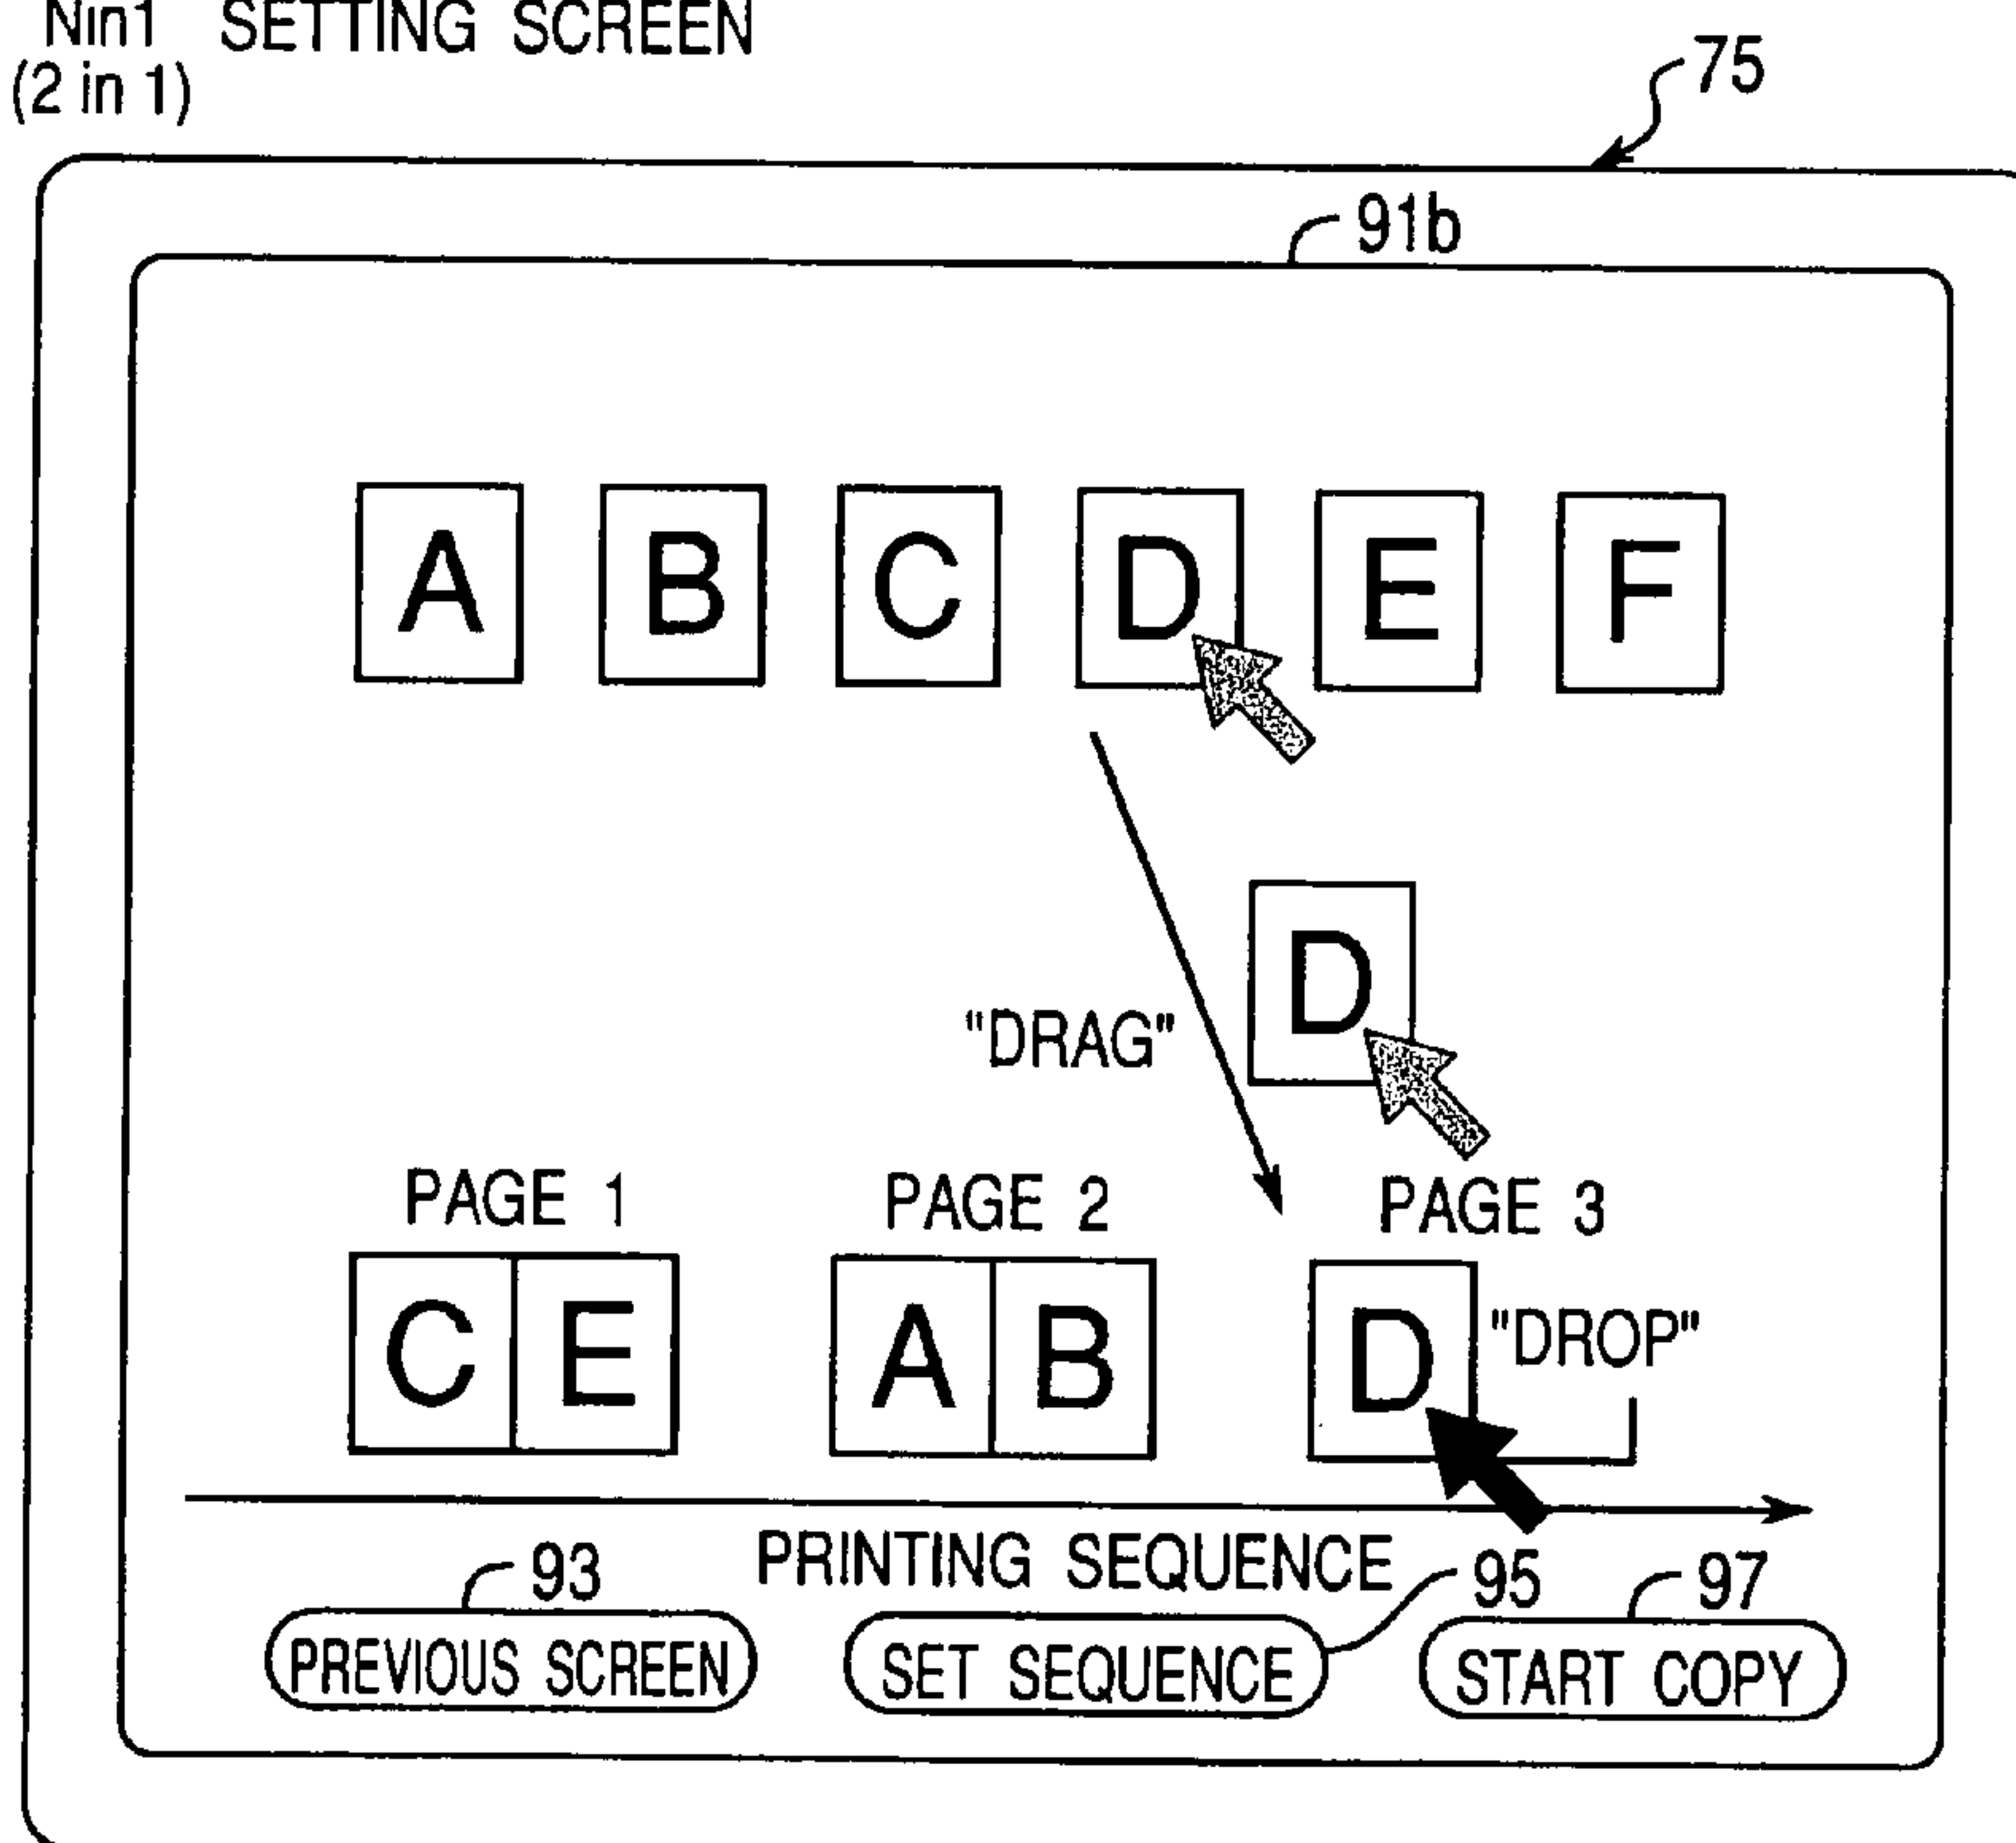 Nin1 SETTING SCREEN
(2 in 1)
75
91b
A B C D E F
D
"DRAG"
PAGE 1 PAGE 2 PAGE 3
C E A B D "DROP"
PRINTING SEQUENCE
93 95 97
PREVIOUS SCREEN SET SEQUENCE START COPY